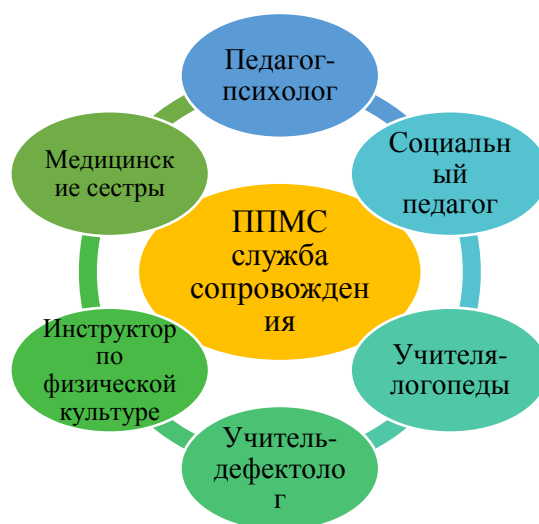 Педагог-
психолог
Социальн
ый
педагог
Учителя-
логопеды
Учитель-
дефектоло
г
Инструктор
по
физической
культуре
Медицинск
ие сестры
ППМС
служба
сопровожден
ия